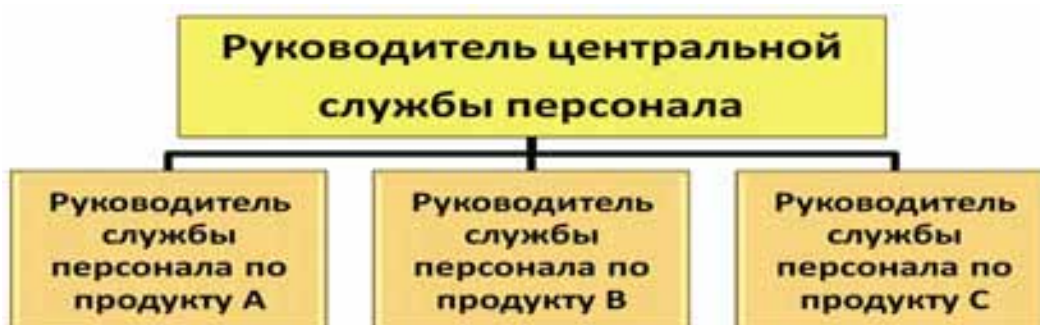 Руководитель центральной
службы персонала
Руководитель
службы
персонала по
продукту А
Руководитель
службы
персонала по
продукту В
Руководитель
службы
персонала по
продукту С